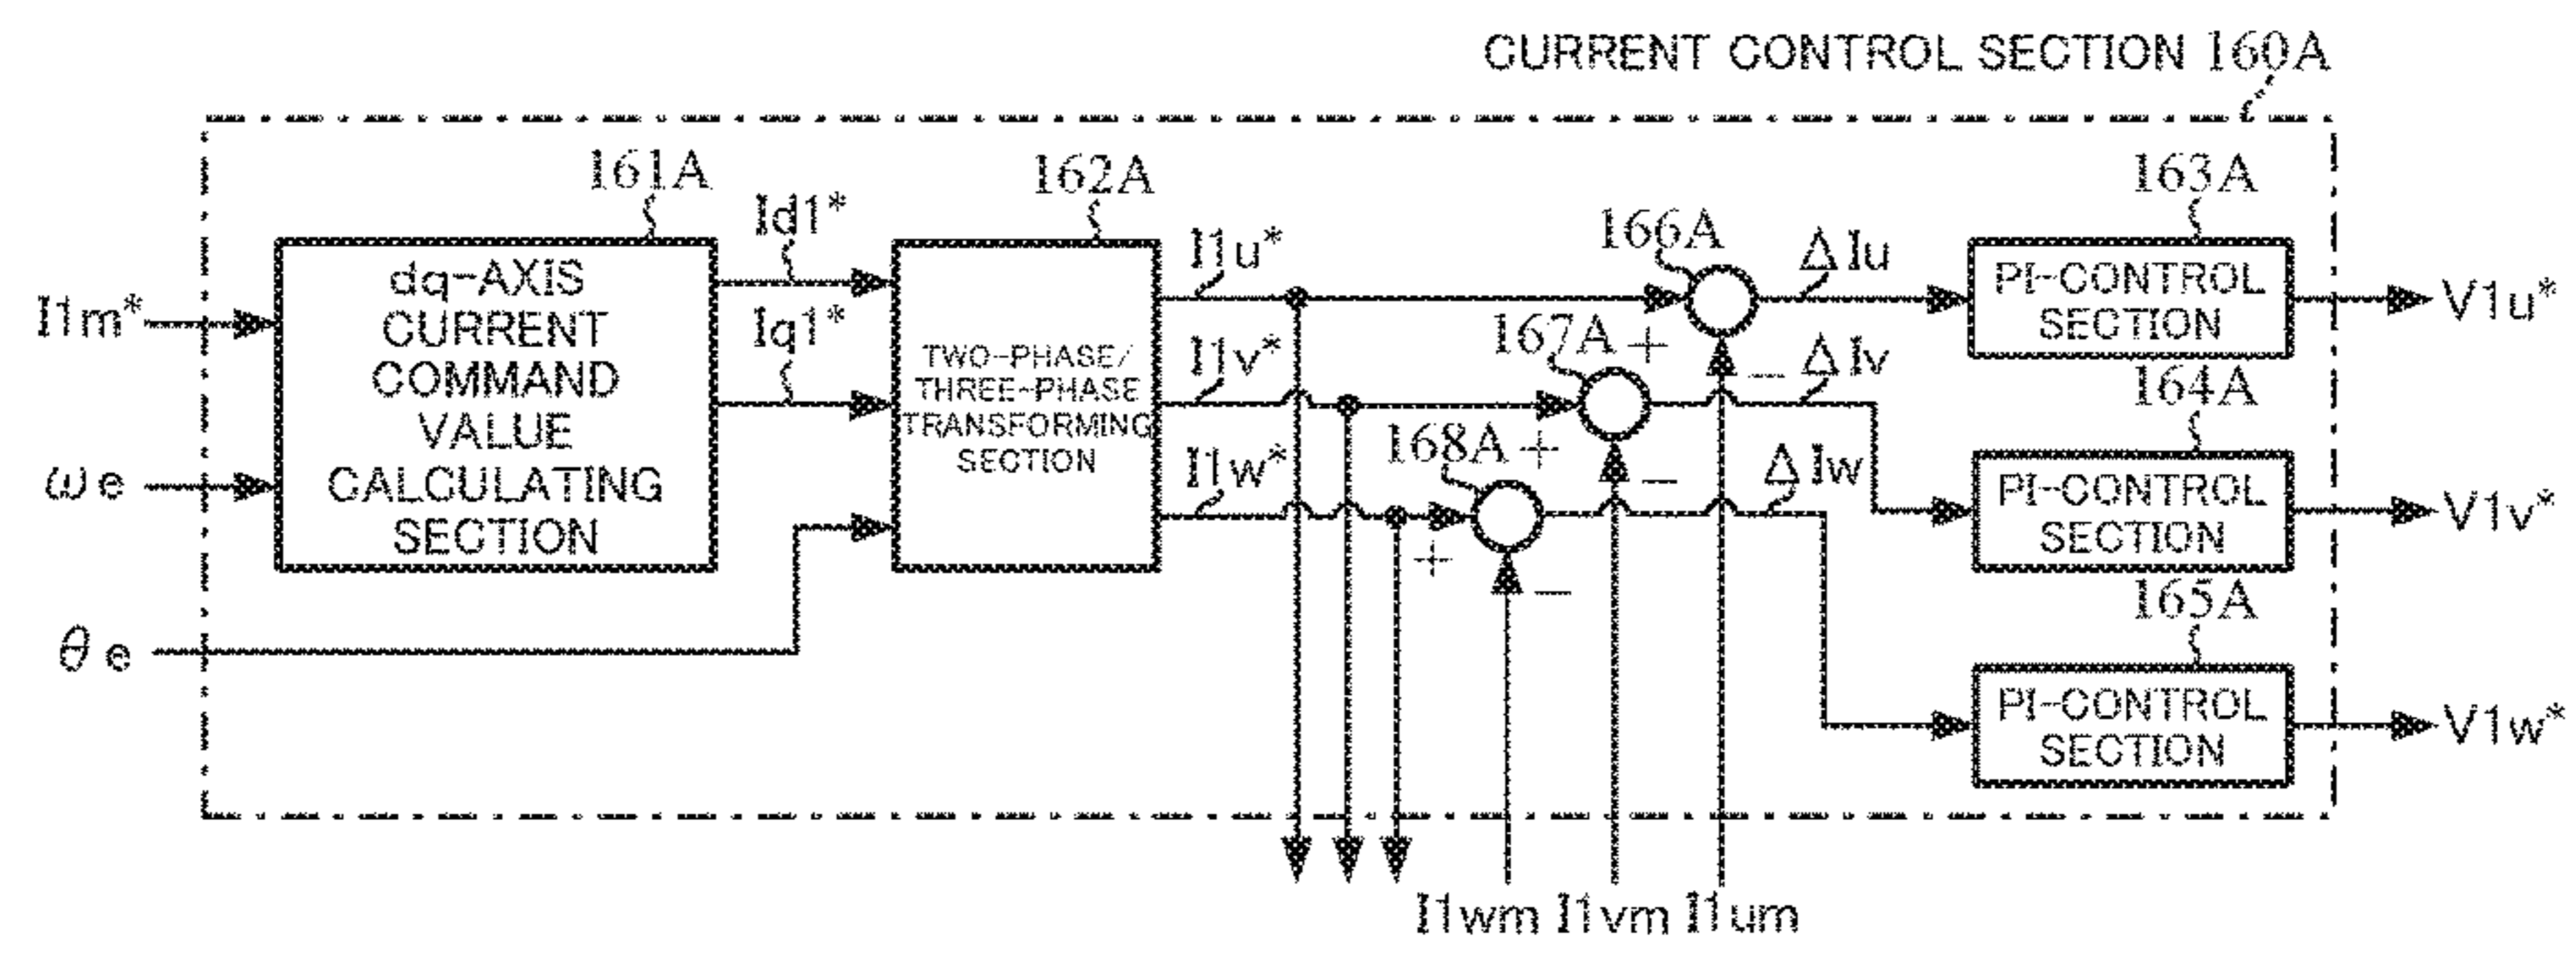 CURRENT CONTROL SECTION 160A
161A
162A
163A
Id1*
I1u*
166A
ΔIu
I1m*
dq-AXIS
CURRENT
COMMAND
VALUE
CALCULATING
SECTION
PI-CONTROL
SECTION
V1u*
Iq1*
TWO-PHASE/
THREE-PHASE
TRANSFORMING
SECTION
I1v*
167A
+
−
ΔIv
164A
ωe
I1w*
168A
+
−
ΔIw
PI-CONTROL
SECTION
V1v*
+
−
165A
θe
PI-CONTROL
SECTION
V1w*
I1wm I1vm I1um